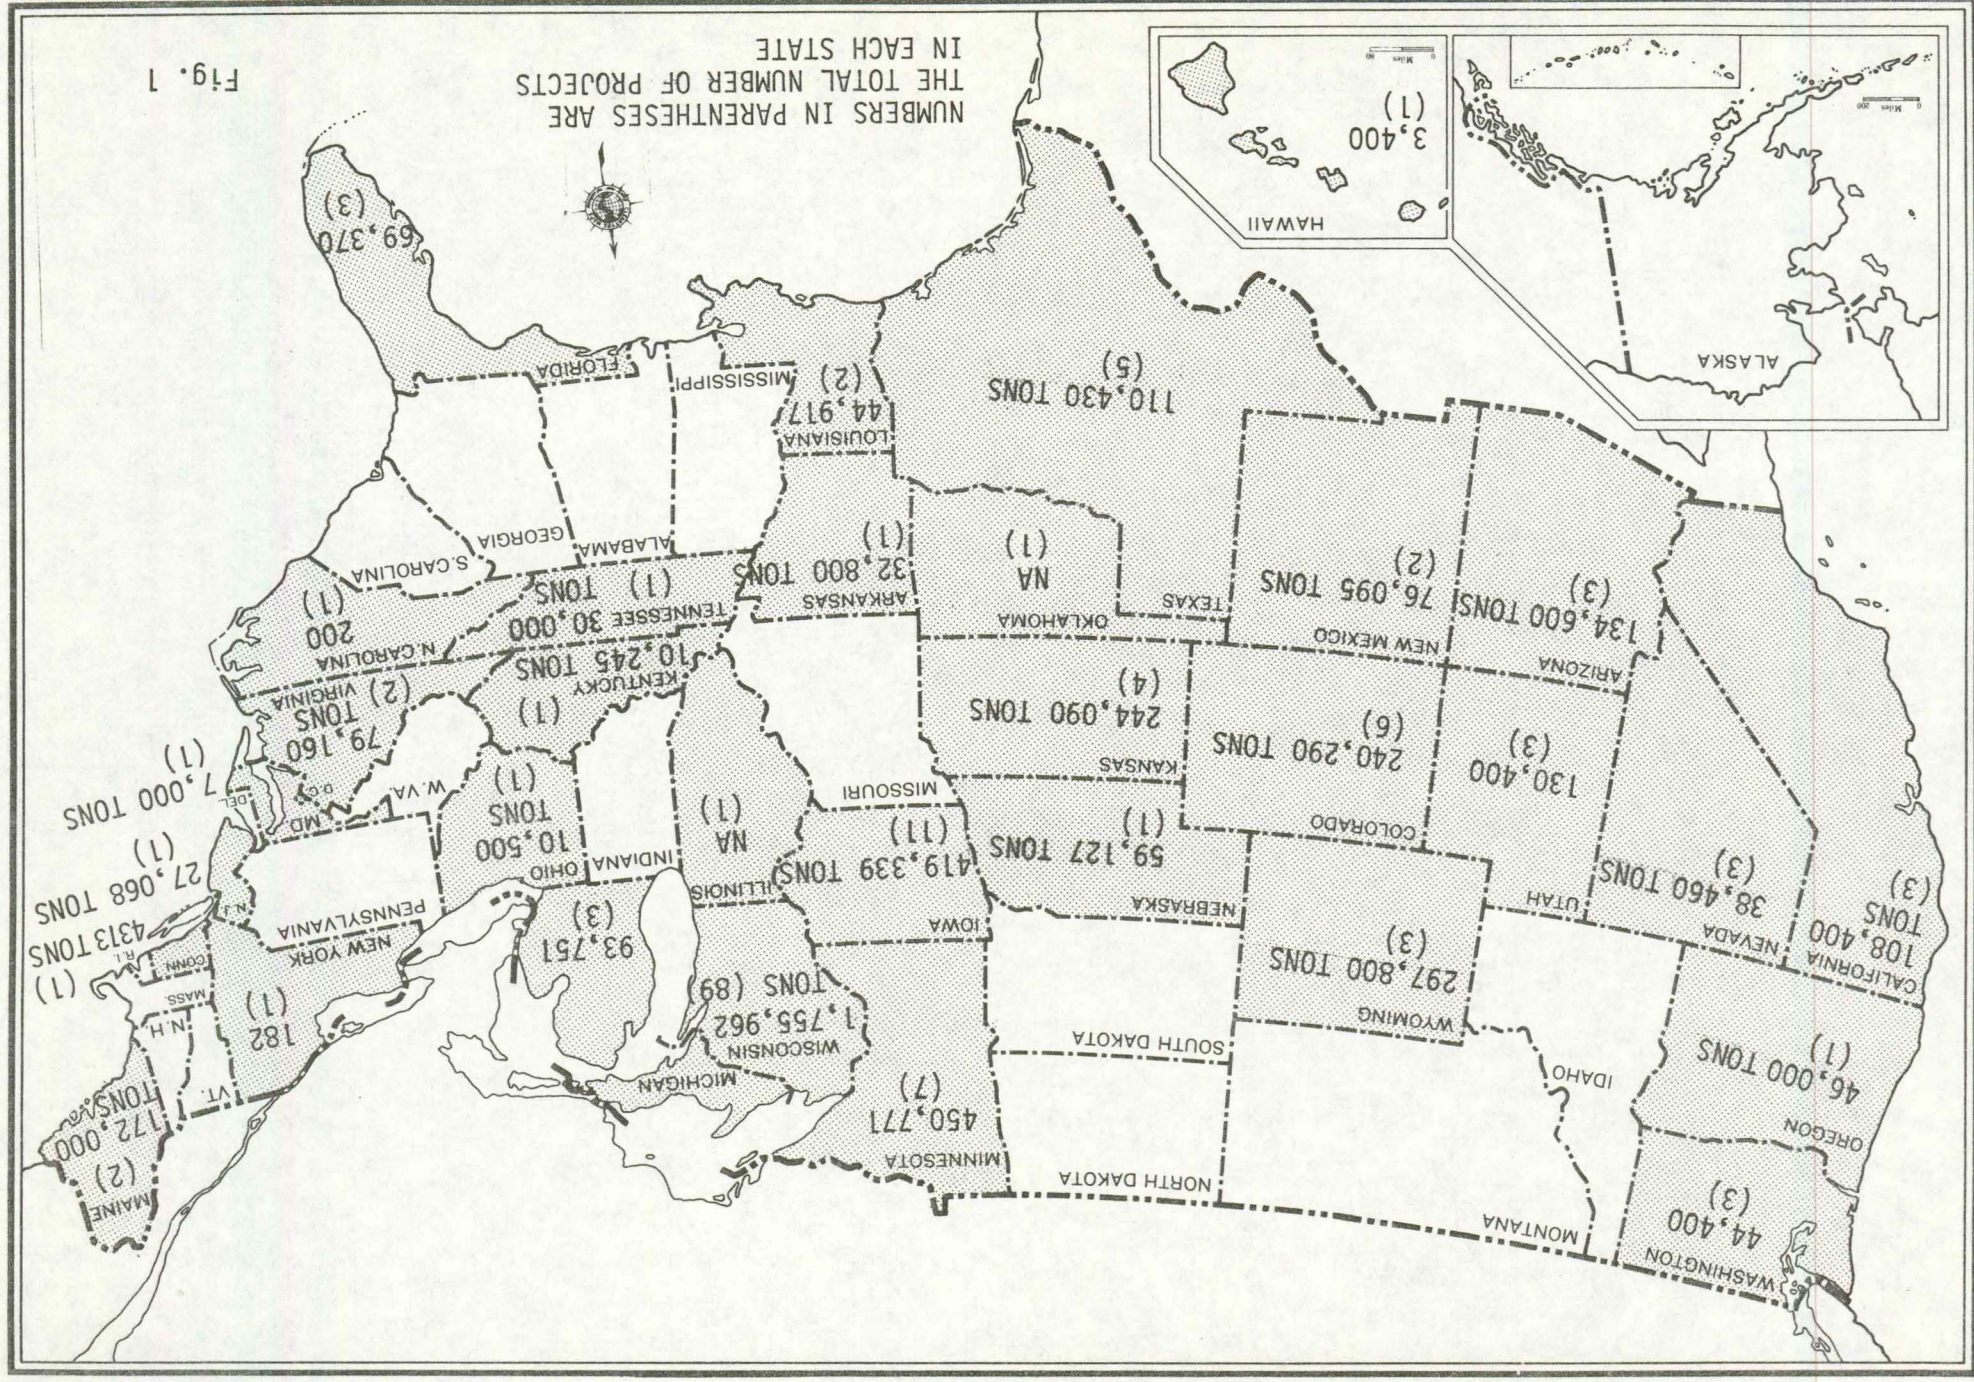 WASHINGTON
44,400
(3)
OREGON
46,000 TONS
(1)
CALIFORNIA
108,400
TONS
(3)
NEVADA
38,460 TONS
(3)
IDAHO
MONTANA
WYOMING
297,800 TONS
(3)
UTAH
130,400
(3)
COLORADO
240,290 TONS
(6)
ARIZONA
134,600 TONS
(3)
NEW MEXICO
76,095 TONS
(2)
NORTH DAKOTA
SOUTH DAKOTA
NEBRASKA
59,127 TONS
(1)
KANSAS
244,090 TONS
(4)
OKLAHOMA
NA
(1)
TEXAS
110,430 TONS
(5)
MINNESOTA
450,771
(7)
IOWA
419,339 TONS
(11)
MISSOURI
ARKANSAS
32,800 TONS
(1)
LOUISIANA
44,917
(2)
WISCONSIN
1,755,962
TONS (89)
MICHIGAN
93,751
(3)
ILLINOIS
NA
(1)
INDIANA
OHIO
10,500
TONS
(1)
KENTUCKY
10,245 TONS
(1)
TENNESSEE 30,000
(1) TONS
MISSISSIPPI
ALABAMA
GEORGIA
FLORIDA
69,370
(3)
S.CAROLINA
N.CAROLINA
200
(1)
VIRGINIA
79,160
TONS
(2)
W.VA.
MD
D.C.
DEL.
7,000 TONS
(1)
PENNSYLVANIA
N.J.
27,068 TONS
(1)
NEW YORK
182
(1)
CONN
R.I.
4313 TONS
(1)
MASS.
VT.
N.H
MAINE
(2)
172,000
TONS
ALASKA
0 Miles 200
HAWAII
3,400
(1)
0 Miles 80
NUMBERS IN PARENTHESES ARE
THE TOTAL NUMBER OF PROJECTS
IN EACH STATE
Fig. 1